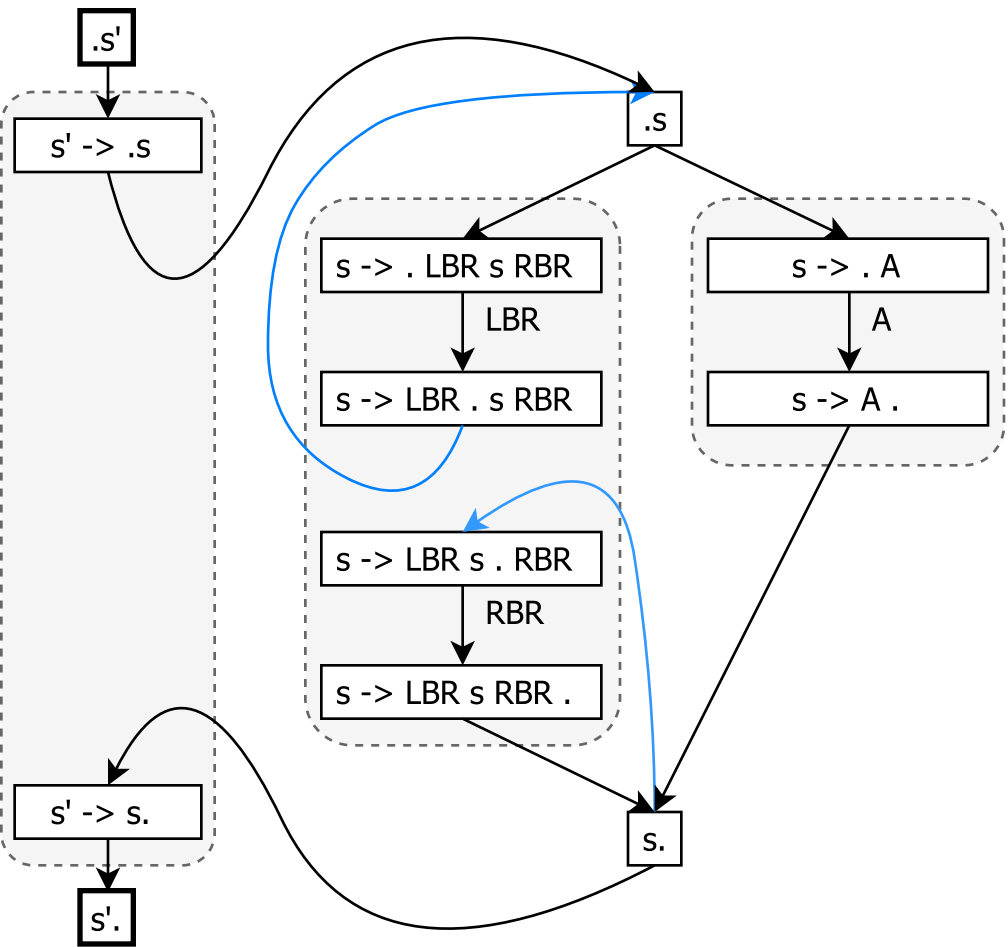 .s'
s' -> .s
.s
s -> . LBR s RBR
LBR
s -> LBR . s RBR
s -> . A
A
s -> A .
s -> LBR s . RBR
RBR
s -> LBR s RBR .
s' -> s.
s.
s'.